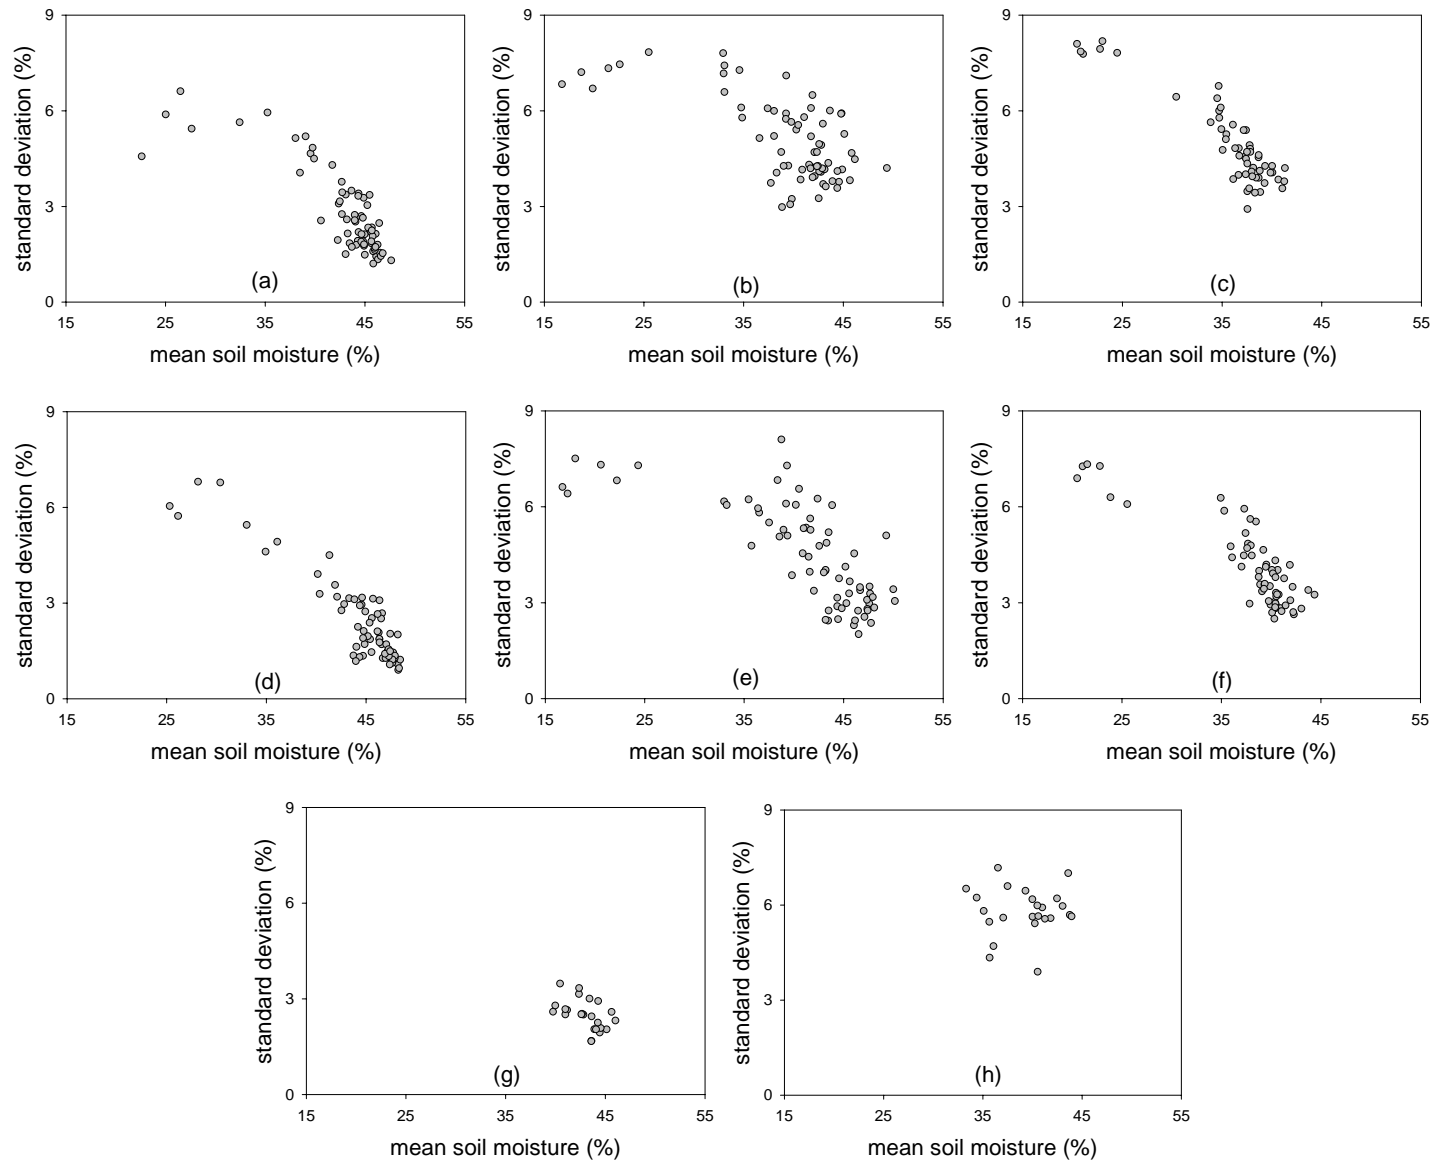 9 9 9
6 6 6
3 3 3
0 0 0
standard deviation (%) standard deviation (%) standard deviation (%)
(a) (b) (c)
15 25 35 45 55 15 25 35 45 55 15 25 35 45 55
mean soil moisture (%) mean soil moisture (%) mean soil moisture (%)
9 9 9
6 6 6
3 3 3
0 0 0
standard deviation (%) standard deviation (%) standard deviation (%)
(d) (e) (f)
15 25 35 45 55 15 25 35 45 55 15 25 35 45 55
mean soil moisture (%) mean soil moisture (%) mean soil moisture (%)
9 9
6 6
3 3
0 0
standard deviation (%) standard deviation (%)
(g) (h)
15 25 35 45 55 15 25 35 45 55
mean soil moisture (%) mean soil moisture (%)